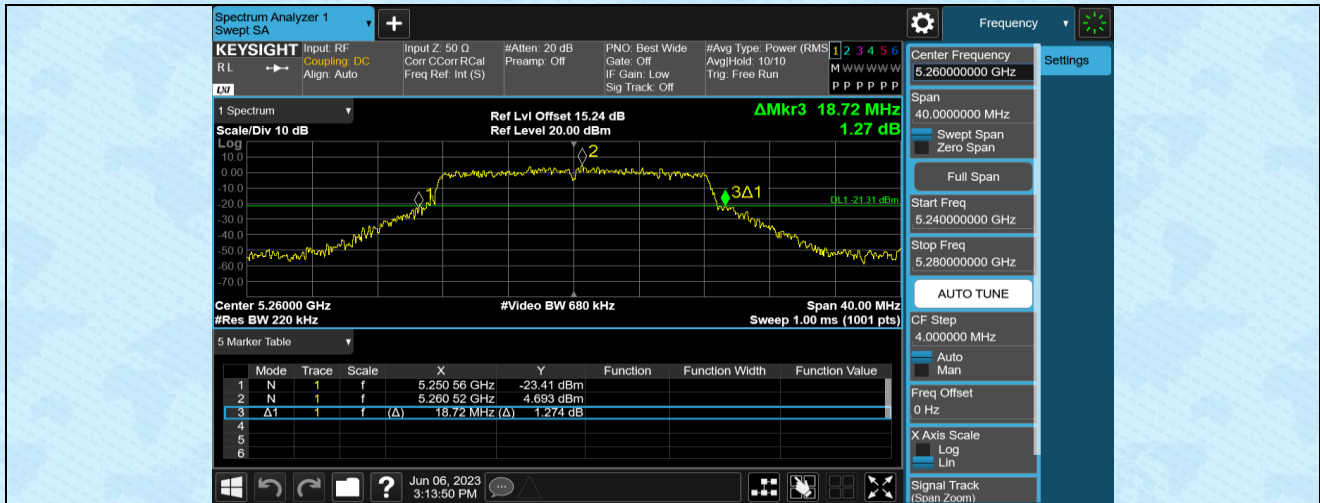 Spectrum Analyzer 1
Swept SA
+
Frequency
KEYSIGHT
RL
LXI
Input: RF
Coupling: DC
Align: Auto
Input Z: 50 Ω
Corr CCorr RCal
Freq Ref: Int (S)
#Atten: 20 dB
Preamp: Off
PNO: Best Wide
Gate: Off
IF Gain: Low
Sig Track: Off
#Avg Type: Power (RMS
Avg|Hold: 10/10
Trig: Free Run
1 2 3 4 5 6
M W W W W W
P P P P P P
1 Spectrum
Scale/Div 10 dB
Ref Lvl Offset 15.24 dB
Ref Level 20.00 dBm
ΔMkr3 18.72 MHz
1.27 dB
Log
10.0
0.00
-10.0
-20.0
-30.0
-40.0
-50.0
-60.0
-70.0
1
2
3Δ1
DL1 -21.31 dBm
Center 5.26000 GHz
#Video BW 680 kHz
Span 40.00 MHz
#Res BW 220 kHz
Sweep 1.00 ms (1001 pts)
5 Marker Table
Mode Trace Scale X Y Function Function Width Function Value
1 N 1 f 5.250 56 GHz -23.41 dBm
2 N 1 f 5.260 52 GHz 4.693 dBm
3 Δ1 1 f (Δ) 18.72 MHz (Δ) 1.274 dB
4
5
6
?
Jun 06, 2023
3:13:50 PM
Center Frequency
5.260000000 GHz
Settings
Span
40.0000000 MHz
Swept Span
Zero Span
Full Span
Start Freq
5.240000000 GHz
Stop Freq
5.280000000 GHz
AUTO TUNE
CF Step
4.000000 MHz
Auto
Man
Freq Offset
0 Hz
X Axis Scale
Log
Lin
Signal Track
(Span Zoom)